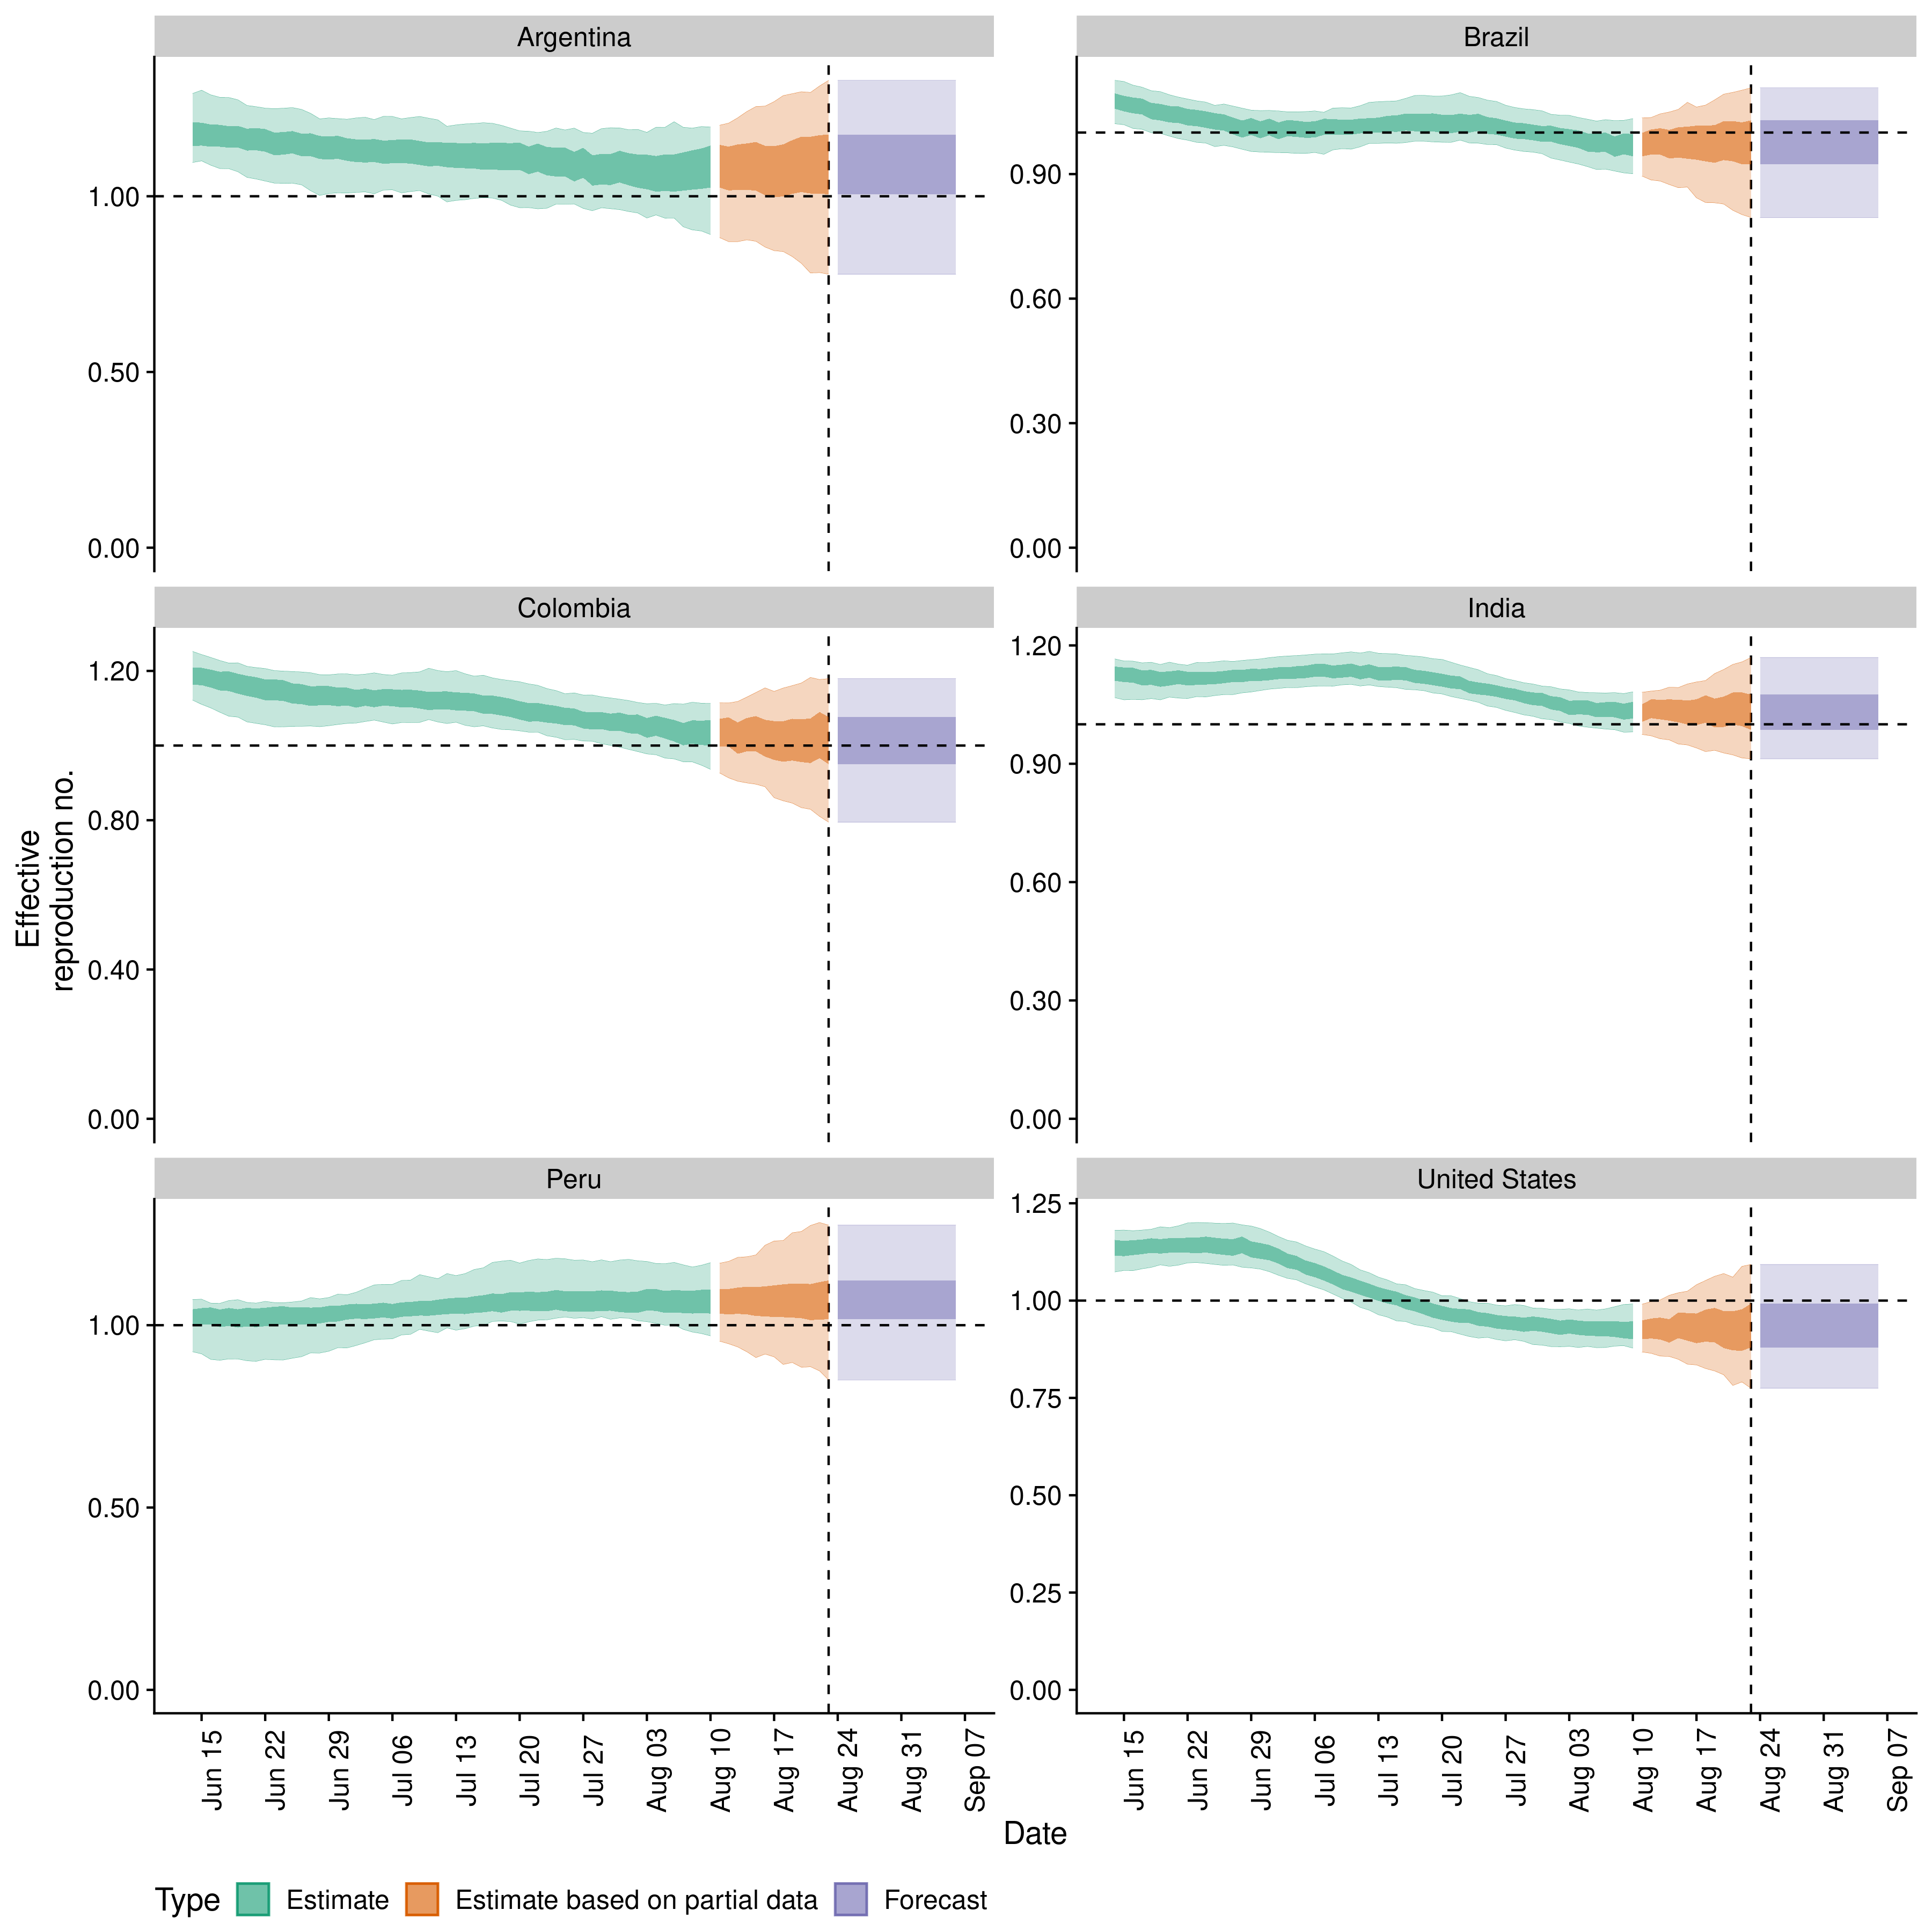 Argentina
Brazil
1.00
0.50
0.00
0.90
0.60
0.30
0.00
Colombia
India
1.20
0.80
0.40
0.00
1.20
0.90
0.60
0.30
0.00
Effective
reproduction no.
Peru
United States
1.00
0.50
0.00
1.25
1.00
0.75
0.50
0.25
0.00
Jun 15
Jun 22
Jun 29
Jul 06
Jul 13
Jul 20
Jul 27
Aug 03
Aug 10
Aug 17
Aug 24
Aug 31
Sep 07
Jun 15
Jun 22
Jun 29
Jul 06
Jul 13
Jul 20
Jul 27
Aug 03
Aug 10
Aug 17
Aug 24
Aug 31
Sep 07
Date
Type Estimate Estimate based on partial data Forecast